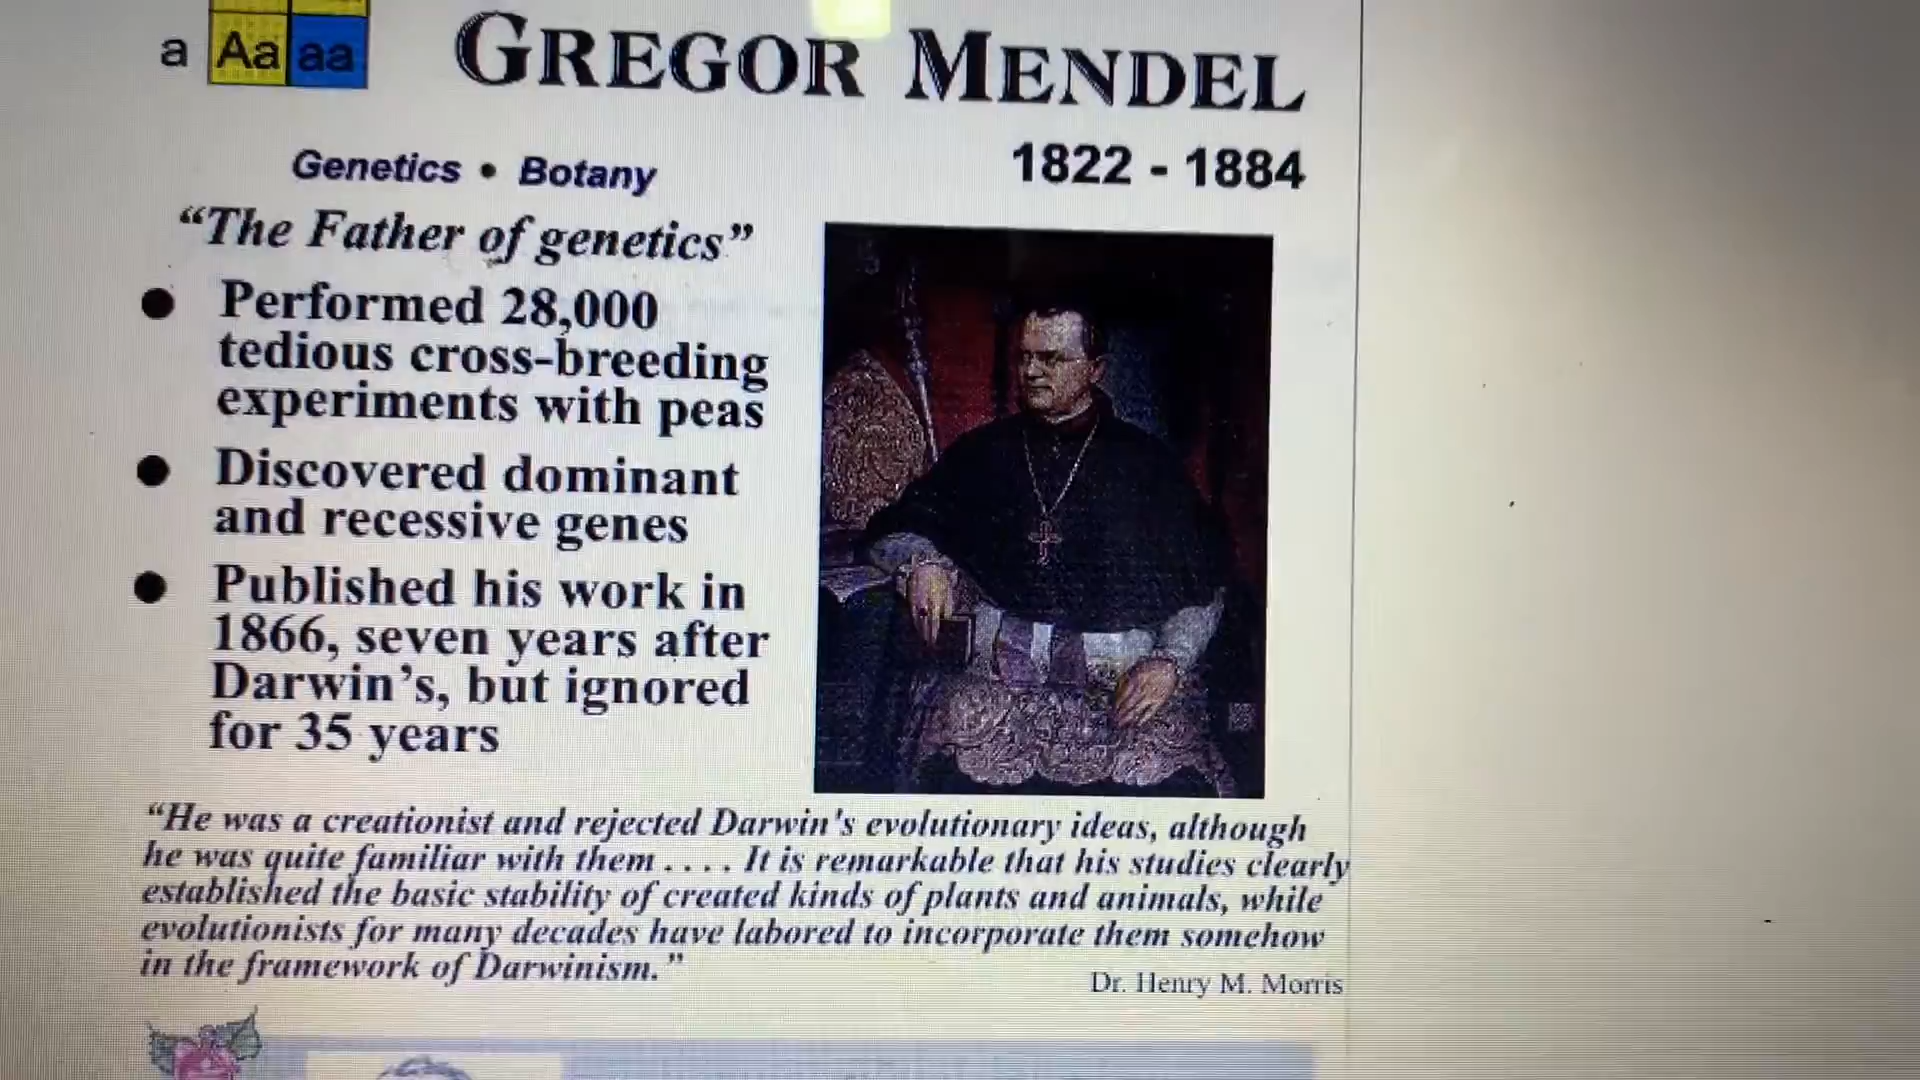 a Aa aa
GREGOR MENDEL
Genetics • Botany
1822 - 1884
“The Father of genetics”
● Performed 28,000
tedious cross-breeding
experiments with peas
● Discovered dominant
and recessive genes
● Published his work in
1866, seven years after
Darwin’s, but ignored
for 35 years
“He was a creationist and rejected Darwin's evolutionary ideas, although
he was quite familiar with them . . . . It is remarkable that his studies clearly
established the basic stability of created kinds of plants and animals, while
evolutionists for many decades have labored to incorporate them somehow
in the framework of Darwinism.”
Dr. Henry M. Morris